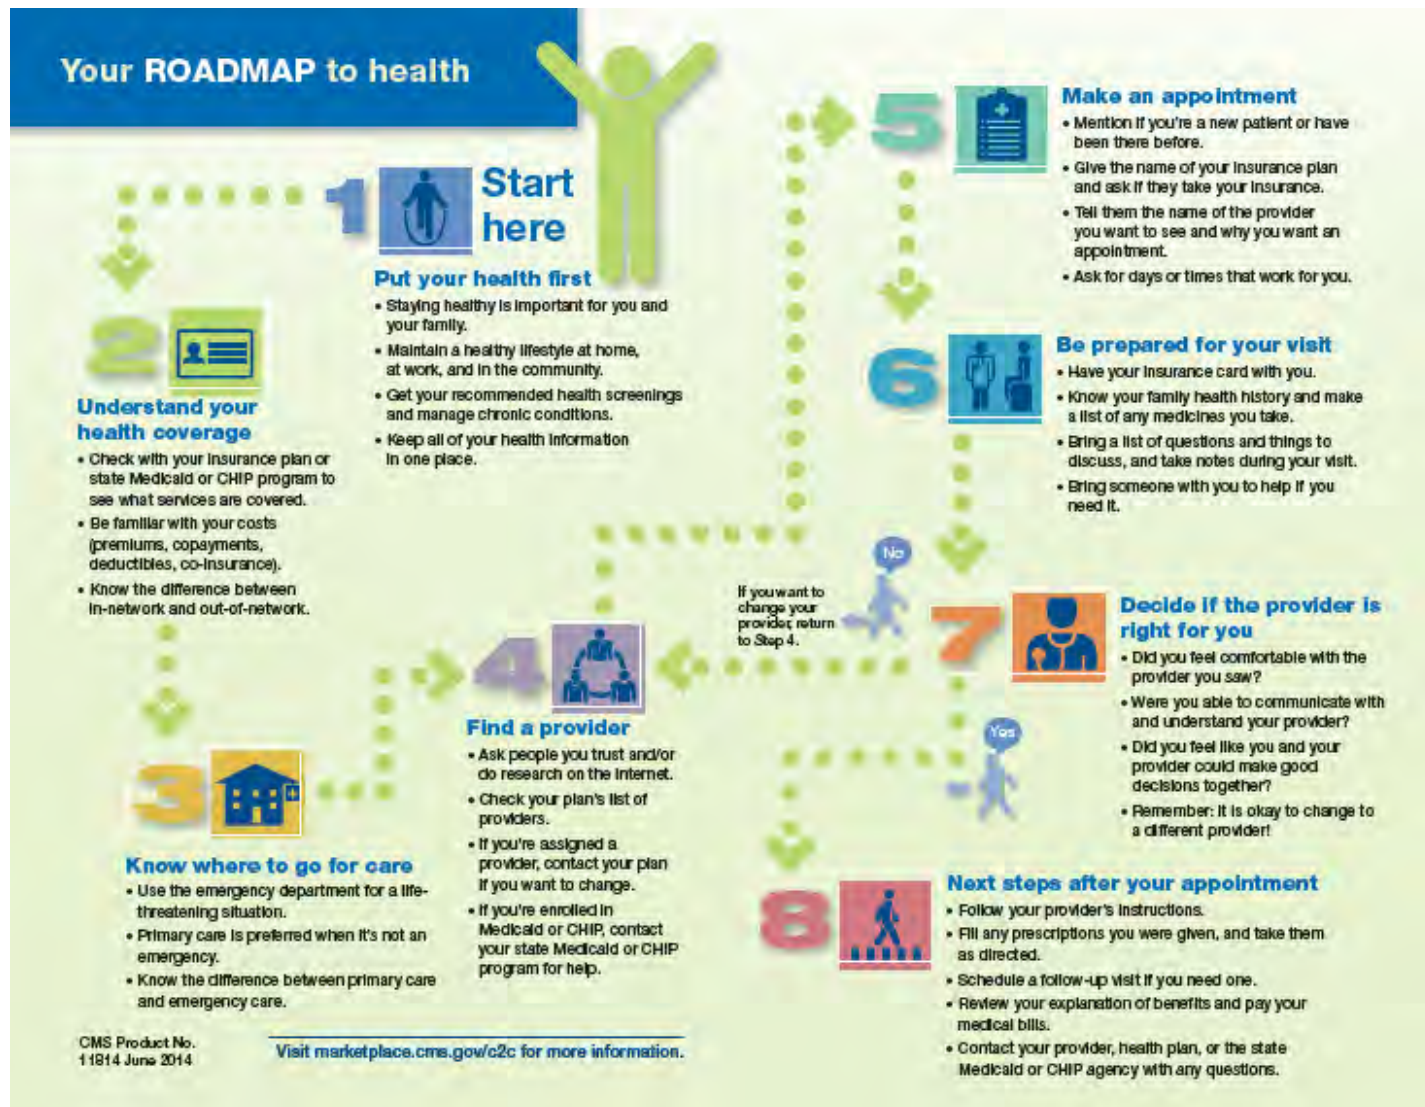 Your ROADMAP to health
1
Start
here
Put your health first
• Staying healthy is important for you and
your family.
• Maintain a healthy lifestyle at home,
at work, and in the community.
• Get your recommended health screenings
and manage chronic conditions.
• Keep all of your health information
in one place.
2
Understand your
health coverage
• Check with your insurance plan or
state Medicaid or CHIP program to
see what services are covered.
• Be familiar with your costs
(premiums, copayments,
deductibles, co-insurance).
• Know the difference between
in-network and out-of-network.
3
Know where to go for care
• Use the emergency department for a life-
threatening situation.
• Primary care is preferred when it's not an
emergency.
• Know the difference between primary care
and emergency care.
4
Find a provider
• Ask people you trust and/or
do research on the internet.
• Check your plan's list of
providers.
• If you're assigned a
provider, contact your plan
if you want to change.
• If you're enrolled in
Medicaid or CHIP, contact
your state Medicaid or CHIP
program for help.
5
Make an appointment
• Mention if you're a new patient or have
been there before.
• Give the name of your insurance plan
and ask if they take your insurance.
• Tell them the name of the provider
you want to see and why you want an
appointment.
• Ask for days or times that work for you.
6
Be prepared for your visit
• Have your insurance card with you.
• Know your family health history and make
a list of any medicines you take.
• Bring a list of questions and things to
discuss, and take notes during your visit.
• Bring someone with you to help if you
need it.
No
If you want to
change your
provider, return
to Step 4.
7
Decide if the provider is
right for you
• Did you feel comfortable with the
provider you saw?
• Were you able to communicate with
and understand your provider?
• Did you feel like you and your
provider could make good
decisions together?
• Remember: it is okay to change to
a different provider!
Yes
8
Next steps after your appointment
• Follow your provider's instructions.
• Fill any prescriptions you were given, and take them
as directed.
• Schedule a follow-up visit if you need one.
• Review your explanation of benefits and pay your
medical bills.
• Contact your provider, health plan, or the state
Medicaid or CHIP agency with any questions.
CMS Product No.
11814 June 2014
Visit marketplace.cms.gov/c2c for more information.